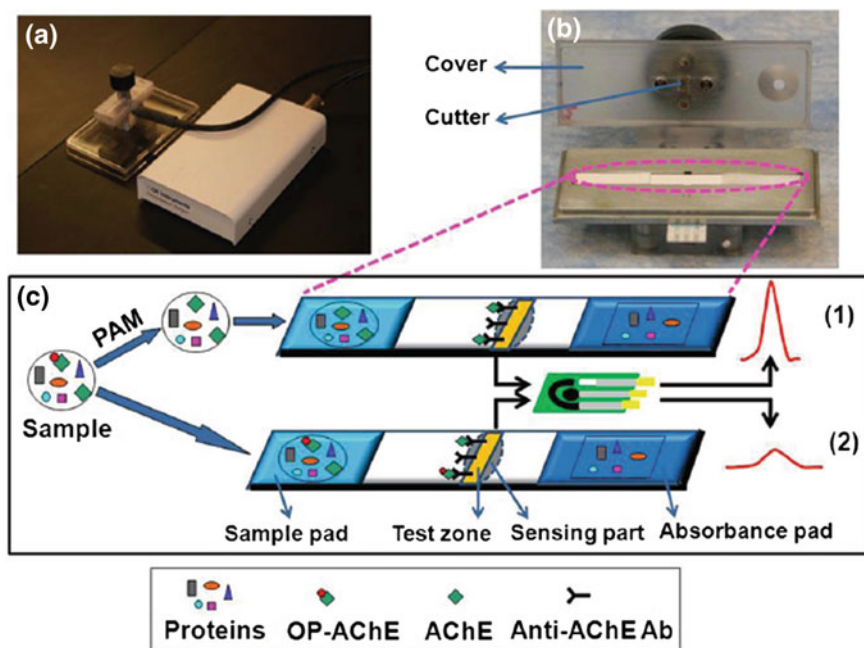 (a)
(b)
Cover
Cutter
(c)
PAM
Sample
(1)
(2)
Sample pad
Test zone
Sensing part
Absorbance pad
Proteins
OP-AChE
AChE
Anti-AChE Ab